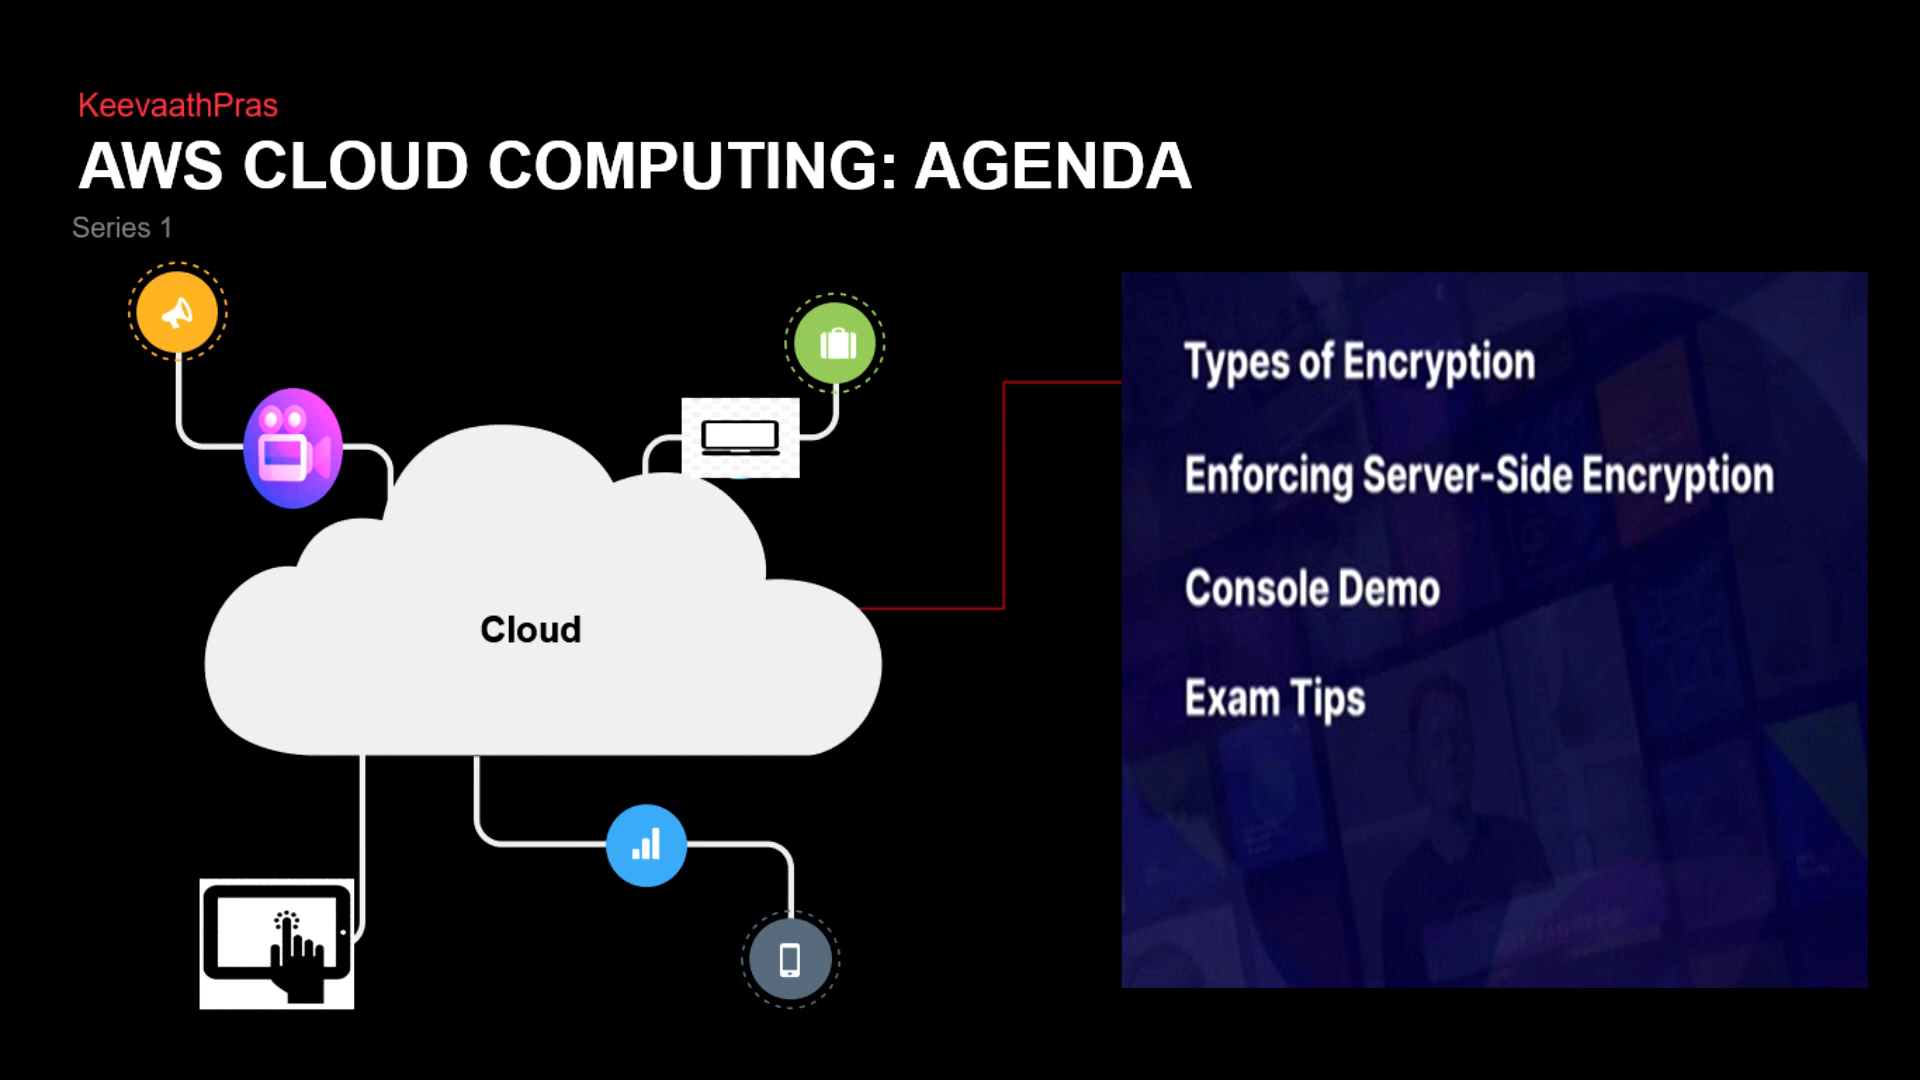 KeevaathPras
AWS CLOUD COMPUTING: AGENDA
Series 1
Cloud
Types of Encryption
Enforcing Server-Side Encryption
Console Demo
Exam Tips